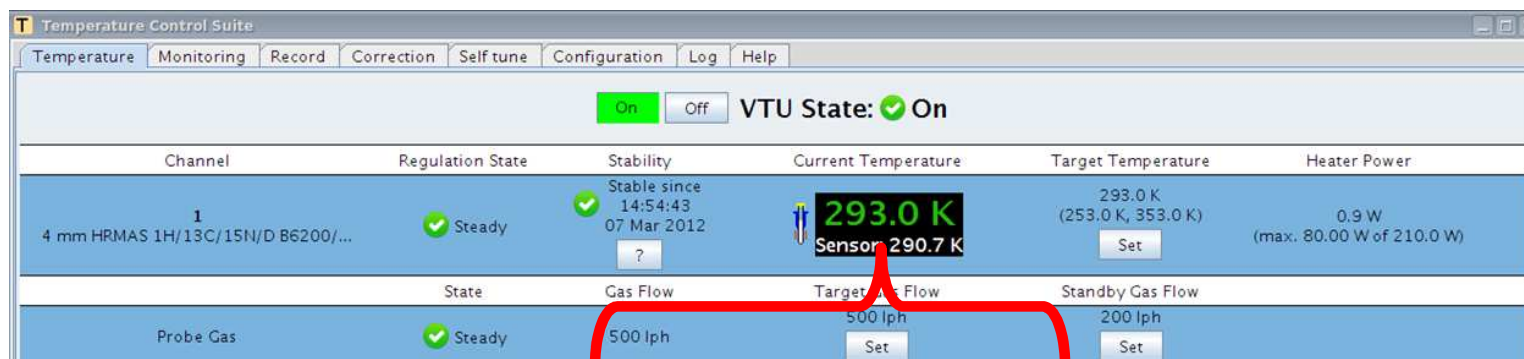 T Temperature Control Suite
Temperature Monitoring Record Correction Self tune Configuration Log Help
On Off VTU State: On
Channel Regulation State Stability Current Temperature Target Temperature Heater Power
1
4 mm HRMAS 1H/13C/15N/D B6200/...
Steady
Stable since
14:54:43
07 Mar 2012
?
293.0 K
Sensor: 290.7 K
293.0 K
(253.0 K, 353.0 K)
Set
0.9 W
(max. 80.00 W of 210.0 W)
State Gas Flow Target Gas Flow Standby Gas Flow
Probe Gas
Steady
500 lph
500 lph
Set
200 lph
Set